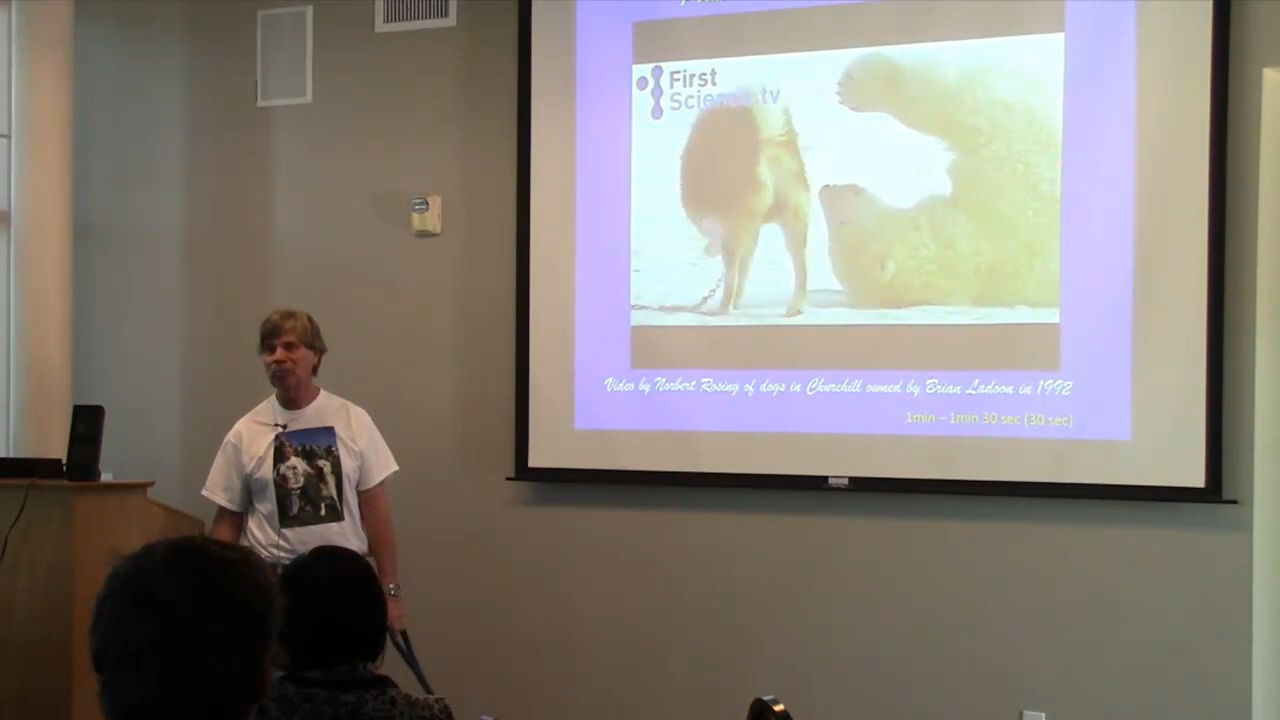 First
Science.tv
Video by Norbert Rosing of dogs in Churchill owned by Brian Ladoon in 1992
1min – 1min 30 sec (30 sec)